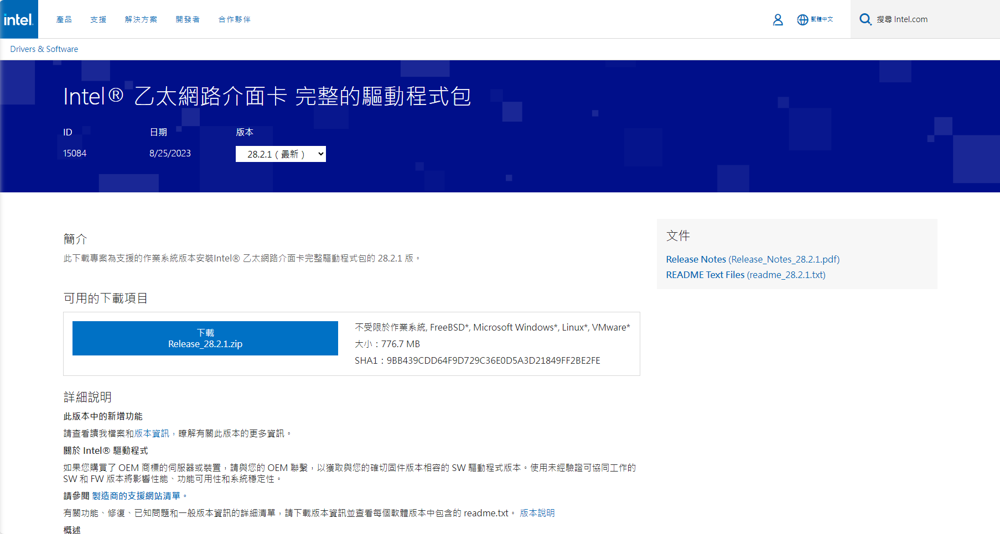 intel.
產品
支援
解決方案
開發者
合作夥伴
繁體中文
搜尋 Intel.com
Drivers & Software
Intel® 乙太網路介面卡 完整的驅動程式包
ID
日期
版本
15084
8/25/2023
28.2.1（最新）
簡介
此下載專案為支援的作業系統版本安裝Intel® 乙太網路介面卡完整驅動程式包的 28.2.1 版。
文件
Release Notes (Release_Notes_28.2.1.pdf)
README Text Files (readme_28.2.1.txt)
可用的下載項目
下載
Release_28.2.1.zip
不受限於作業系統, FreeBSD*, Microsoft Windows*, Linux*, VMware*
大小：776.7 MB
SHA1：9BB439CDD64F9D729C36E0D5A3D21849FF2BE2FE
詳細說明
此版本中的新增功能
請查看讀我檔案和版本資訊，瞭解有關此版本的更多資訊。
關於 Intel® 驅動程式
如果您購買了 OEM 商標的伺服器或裝置，請與您的 OEM 聯繫，以獲取與您的確切固件版本相容的 SW 驅動程式版本。使用未經驗證可協同工作的
SW 和 FW 版本將影響性能、功能可用性和系統穩定性。
請參閱 製造商的支援網站清單。
有關功能、修復、已知問題和一般版本資訊的詳細清單，請下載版本資訊並查看每個軟體版本中包含的 readme.txt。 版本說明
概述